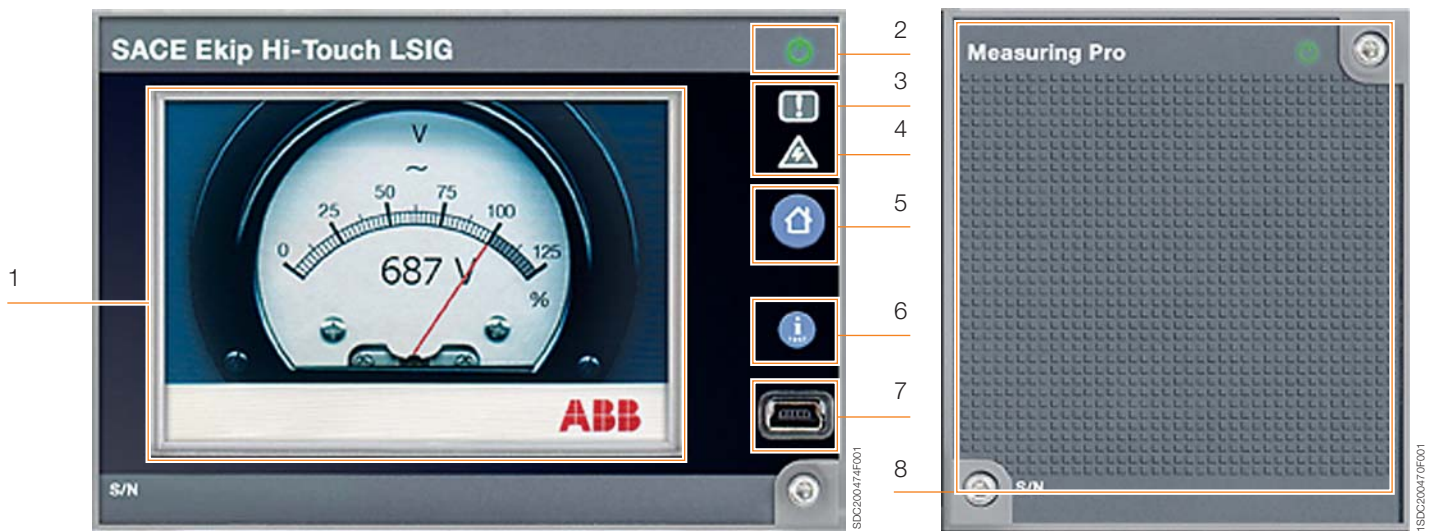 SACE Ekip Hi-Touch LSIG
V
~
0 25 50 75 100 125
%
687 V
ABB
i
TEST
S/N
1
2
3
4
5
6
7
8
SDC200474F001
Measuring Pro
S/N
1SDC200470F001